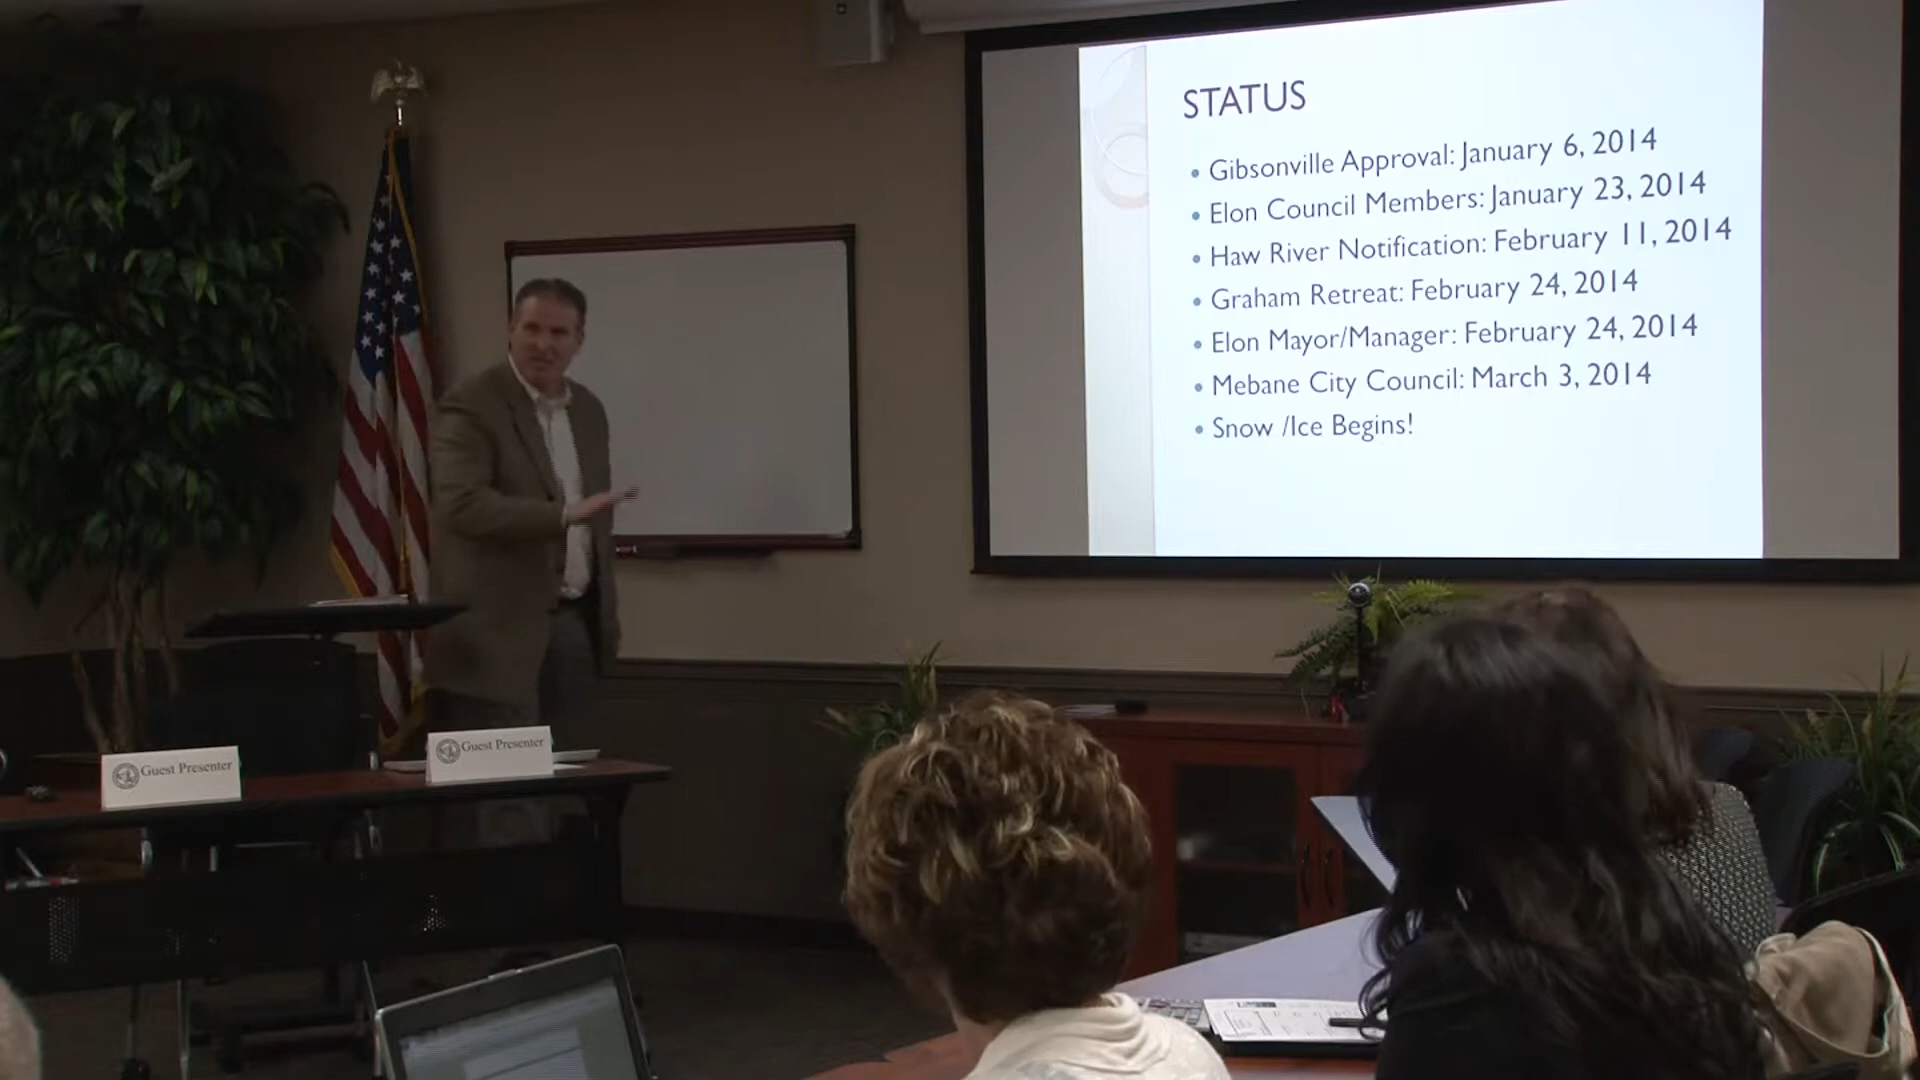 STATUS
• Gibsonville Approval: January 6, 2014
• Elon Council Members: January 23, 2014
• Haw River Notification: February 11, 2014
• Graham Retreat: February 24, 2014
• Elon Mayor/Manager: February 24, 2014
• Mebane City Council: March 3, 2014
• Snow /Ice Begins!
Guest Presenter
Guest Presenter